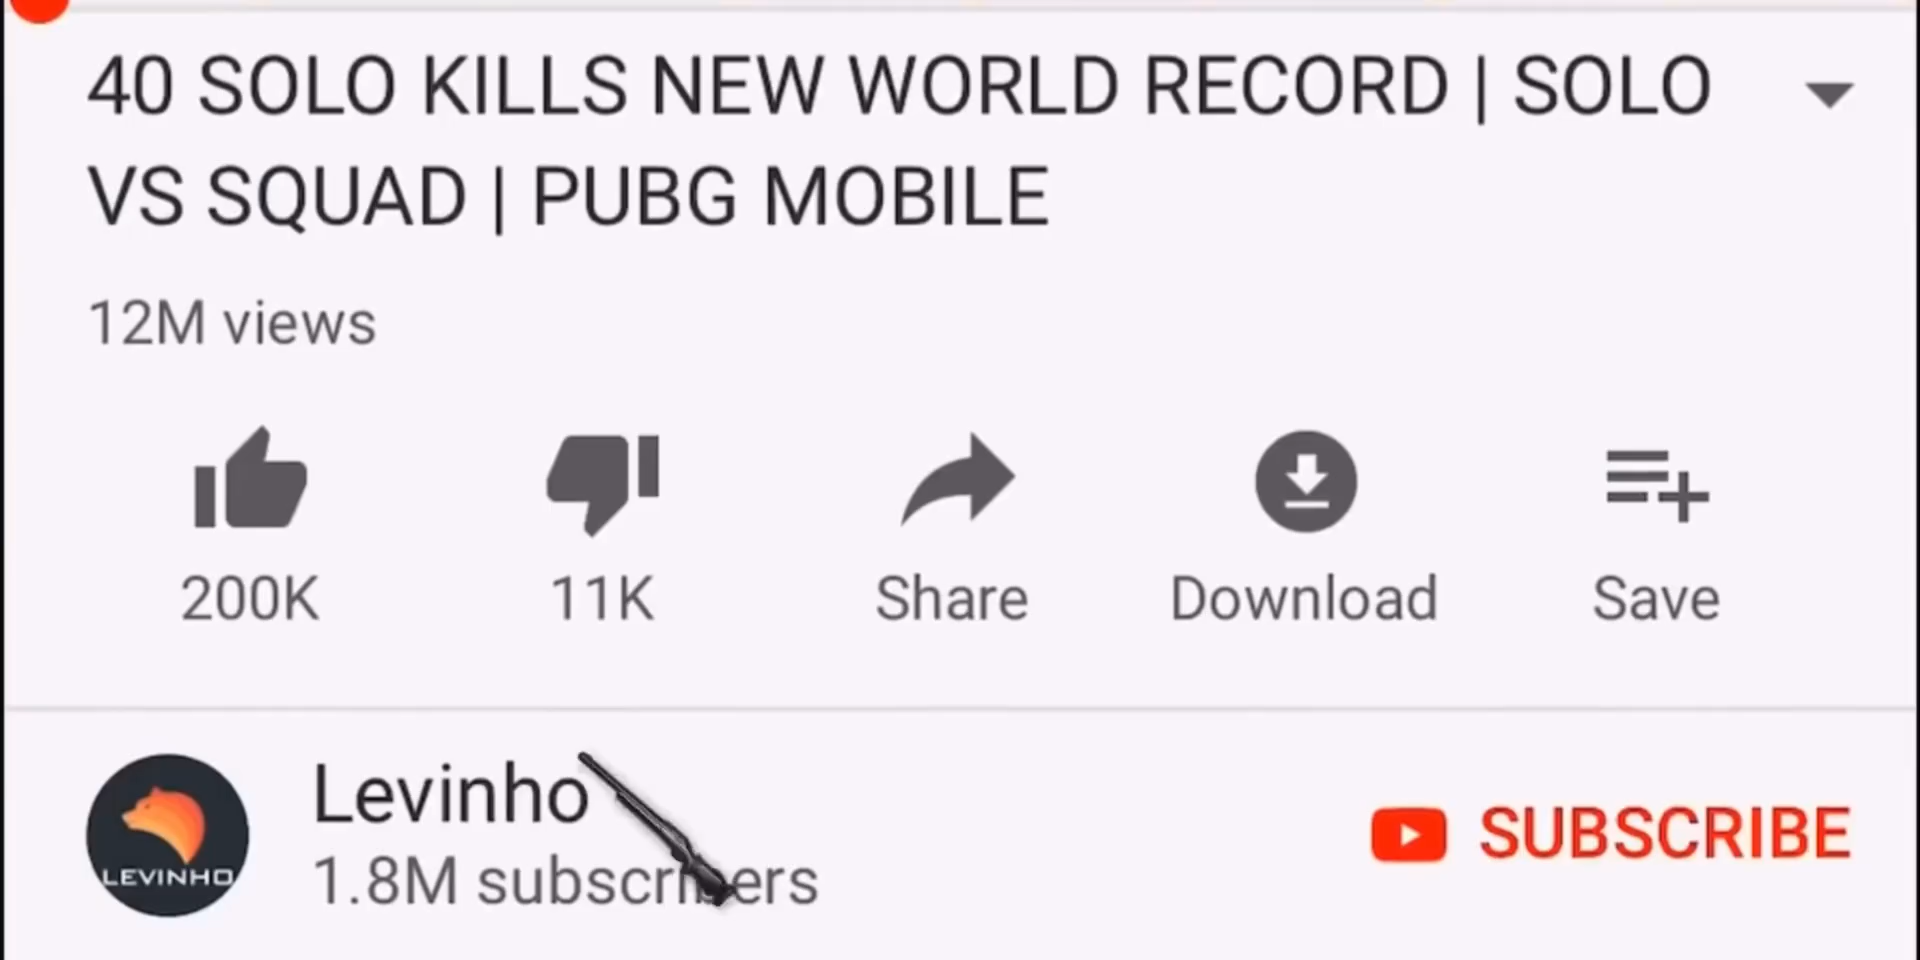 40 SOLO KILLS NEW WORLD RECORD | SOLO
VS SQUAD | PUBG MOBILE
12M views
200K
11K
Share
Download
Save
LEVINHO
Levinho
1.8M subscribers
SUBSCRIBE